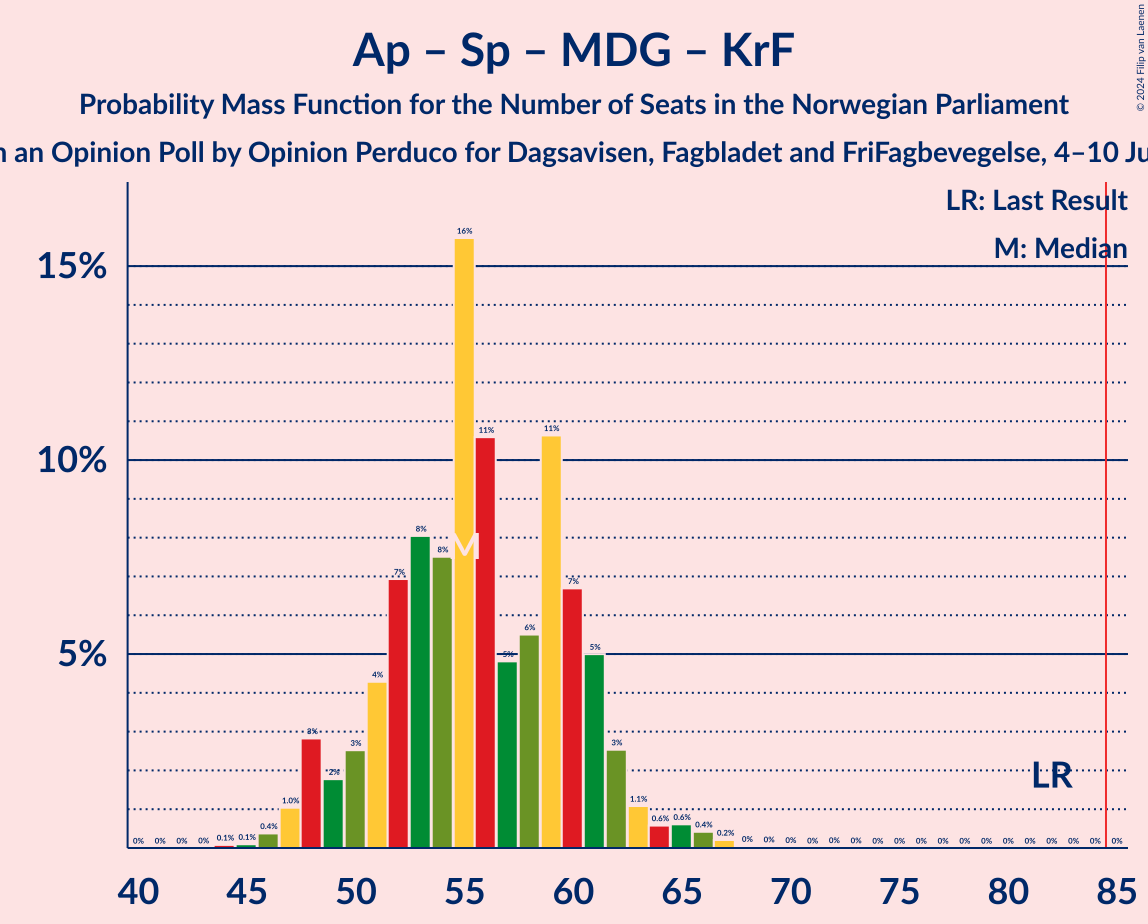 Ap – Sp – MDG – KrF
Probability Mass Function for the Number of Seats in the Norwegian Parliament
an Opinion Poll by Opinion Perduco for Dagsavisen, Fagbladet and FriFagbevegelse, 4–10
© 2024 Filip van Laenen
LR: Last Result
M: Median
15%
10%
5%
0% 0% 0% 0% 0.1% 0.1% 0.4% 1.0% 3% 2% 3% 4% 7% 8% 8% 16% 11% 5% 6% 11% 7% 5% 3% 1.1% 0.6% 0.6% 0.4% 0.2% 0% 0% 0% 0% 0% 0% 0% 0% 0% 0% 0% 0% 0% 0% 0% 0% 0% 0%
M
LR
40 45 50 55 60 65 70 75 80 85